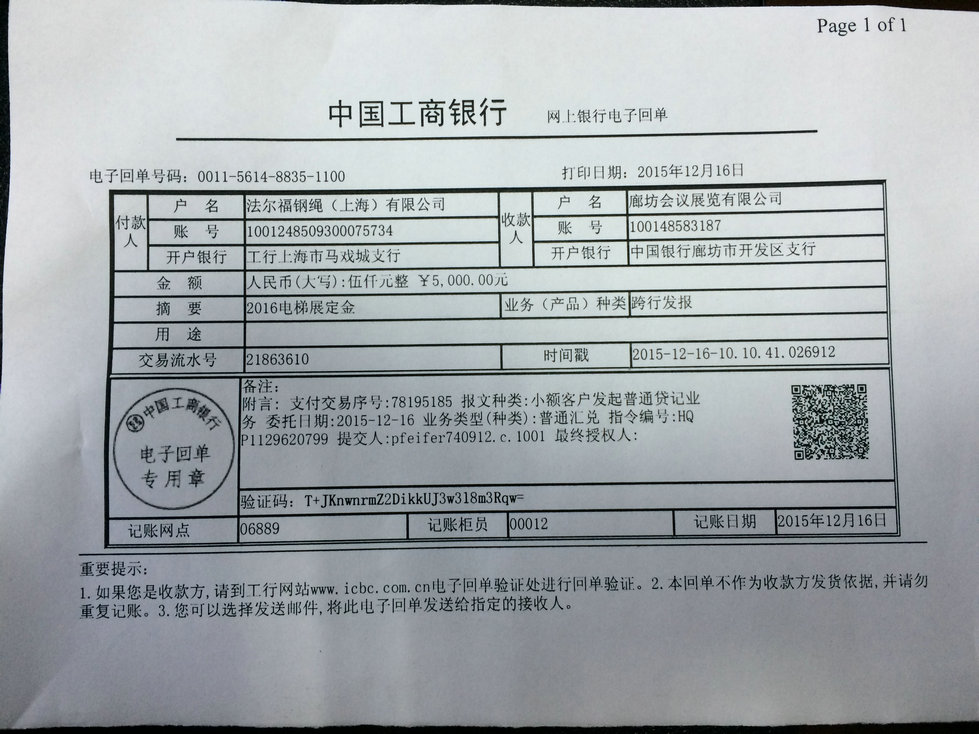 Page 1 of 1
中国工商银行 网上银行电子回单
电子回单号码：0011-5614-8835-1100 打印日期：2015年12月16日
付款人 户 名 法尔福钢绳（上海）有限公司 收款人 户 名 廊坊会议展览有限公司
账 号 1001248509300075734 账 号 100148583187
开户银行 工行上海市马戏城支行 开户银行 中国银行廊坊市开发区支行
金 额 人民币(大写):伍仟元整 ￥5,000.00元
摘 要 2016电梯展定金 业务（产品）种类 跨行发报
用 途
交易流水号 21863610 时间戳 2015-12-16-10.10.41.026912
中国工商银行
电子回单
专用章
备注：
附言： 支付交易序号:78195185 报文种类:小额客户发起普通贷记业
务 委托日期:2015-12-16 业务类型(种类):普通汇兑 指令编号:HQ
P1129620799 提交人:pfeifer740912.c.1001 最终授权人:
验证码：T+JKnwnrmZ2DikkUJ3w3l8m3Rqw=
记账网点 06889 记账柜员 00012 记账日期 2015年12月16日
重要提示：
1.如果您是收款方,请到工行网站www.icbc.com.cn电子回单验证处进行回单验证。2.本回单不作为收款方发货依据,并请勿
重复记账。3.您可以选择发送邮件,将此电子回单发送给指定的接收人。